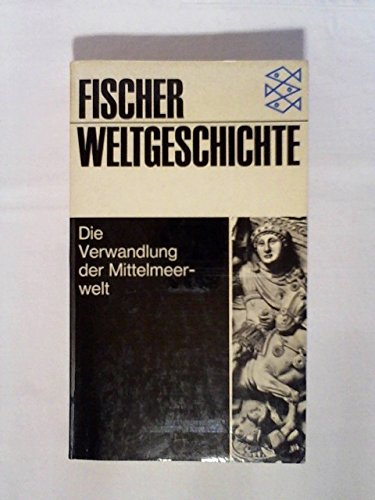 FISCHER
WELTGESCHICHTE
Die
Verwandlung
der Mittelmeer-
welt